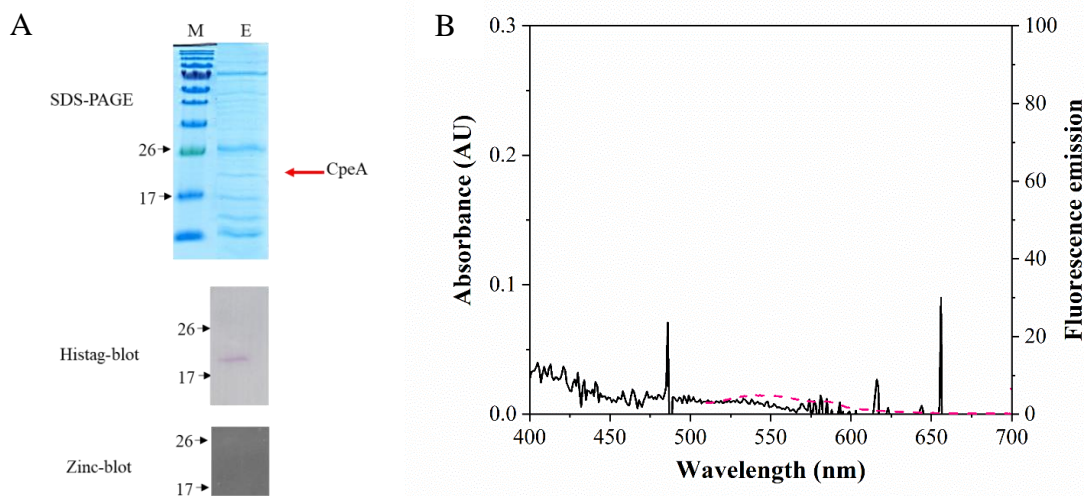 A
M E
SDS-PAGE
26
CpeA
17
26
Histag-blot
17
26
Zinc-blot
17
B
0.3
0.2
0.1
0.0
Absorbance (AU)
100
80
60
40
20
0
Fluorescence emission
400 450 500 550 600 650 700
Wavelength (nm)